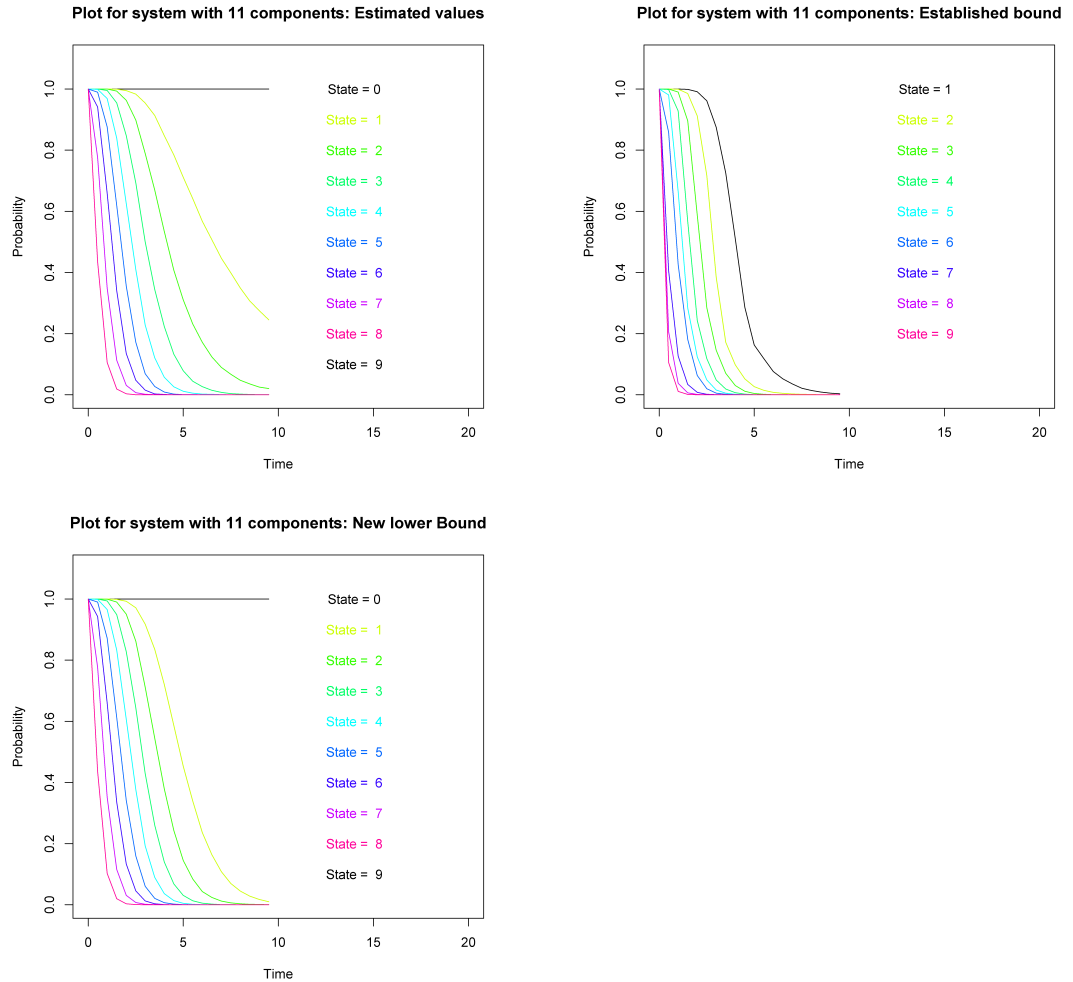 Plot for system with 11 components: Estimated values
Probability
0.0 0.2 0.4 0.6 0.8 1.0
State = 0
State = 1
State = 2
State = 3
State = 4
State = 5
State = 6
State = 7
State = 8
State = 9
0 5 10 15 20
Time
Plot for system with 11 components: Established bound
Probability
0.0 0.2 0.4 0.6 0.8 1.0
State = 1
State = 2
State = 3
State = 4
State = 5
State = 6
State = 7
State = 8
State = 9
0 5 10 15 20
Time
Plot for system with 11 components: New lower Bound
Probability
0.0 0.2 0.4 0.6 0.8 1.0
State = 0
State = 1
State = 2
State = 3
State = 4
State = 5
State = 6
State = 7
State = 8
State = 9
0 5 10 15 20
Time